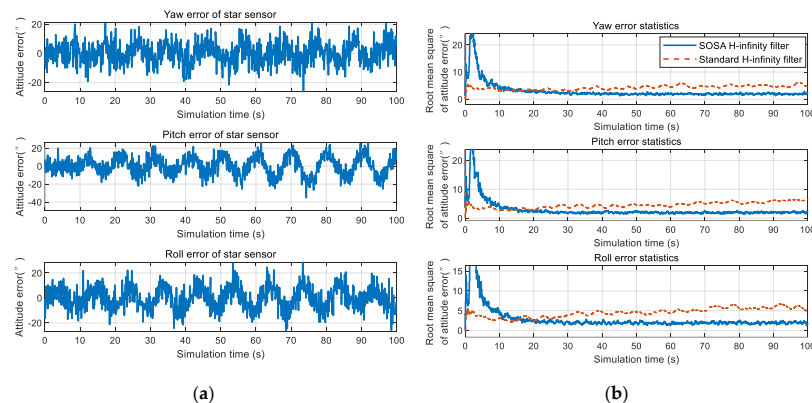 Yaw error of star sensor
Attitude error(″)
20
0
-20
0 10 20 30 40 50 60 70 80 90 100
Simulation time (s)
Pitch error of star sensor
Attitude error(″)
20
0
-20
-40
0 10 20 30 40 50 60 70 80 90 100
Simulation time (s)
Roll error of star sensor
Attitude error(″)
20
0
-20
0 10 20 30 40 50 60 70 80 90 100
Simulation time (s)
(a)
Yaw error statistics
Root mean square
of attitude error(″)
20
10
0
SOSA H-infinity filter
Standard H-infinity filter
0 10 20 30 40 50 60 70 80 90 100
Simulation time (s)
Pitch error statistics
Root mean square
of attitude error(″)
20
10
0
0 10 20 30 40 50 60 70 80 90 100
Simulation time (s)
Roll error statistics
Root mean square
of attitude error(″)
15
10
5
0
0 10 20 30 40 50 60 70 80 90 100
Simulation time (s)
(b)